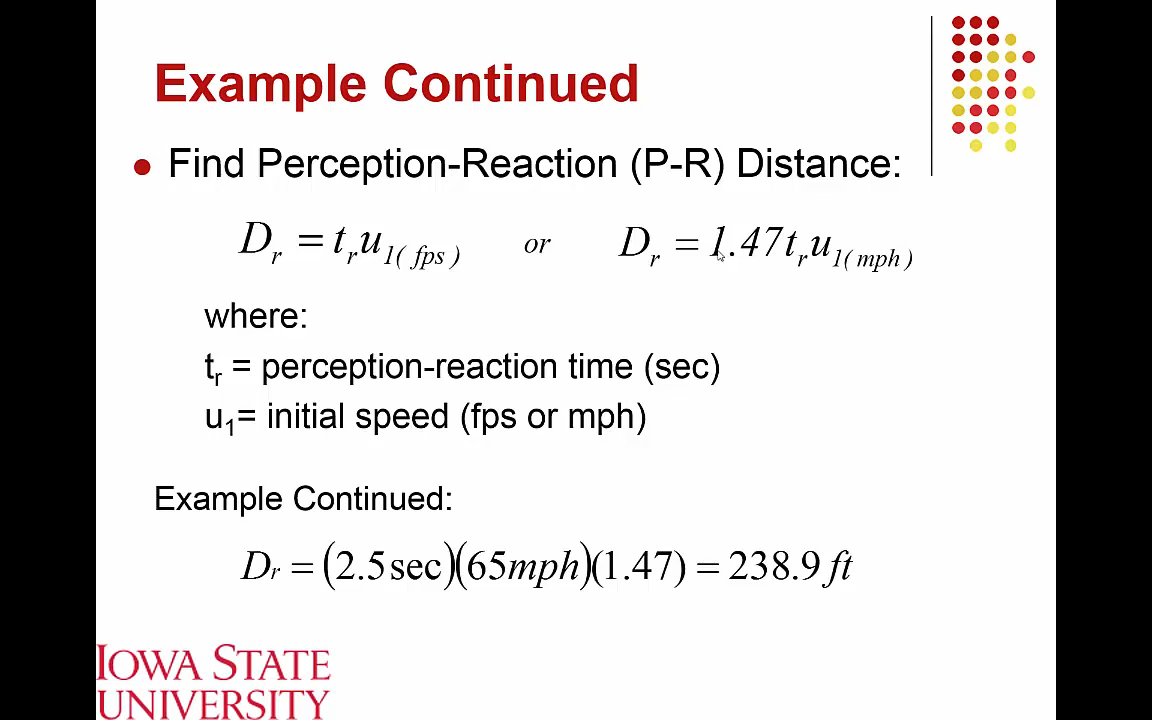 Example Continued
Find Perception-Reaction (P-R) Distance:
D_r = t_r u_1( fps ) or D_r = 1.47t_r u_1( mph )
where:
t_r = perception-reaction time (sec)
u_1= initial speed (fps or mph)
Example Continued:
D_r = (2.5 sec)(65mph)(1.47) = 238.9 ft
IOWA STATE
UNIVERSITY